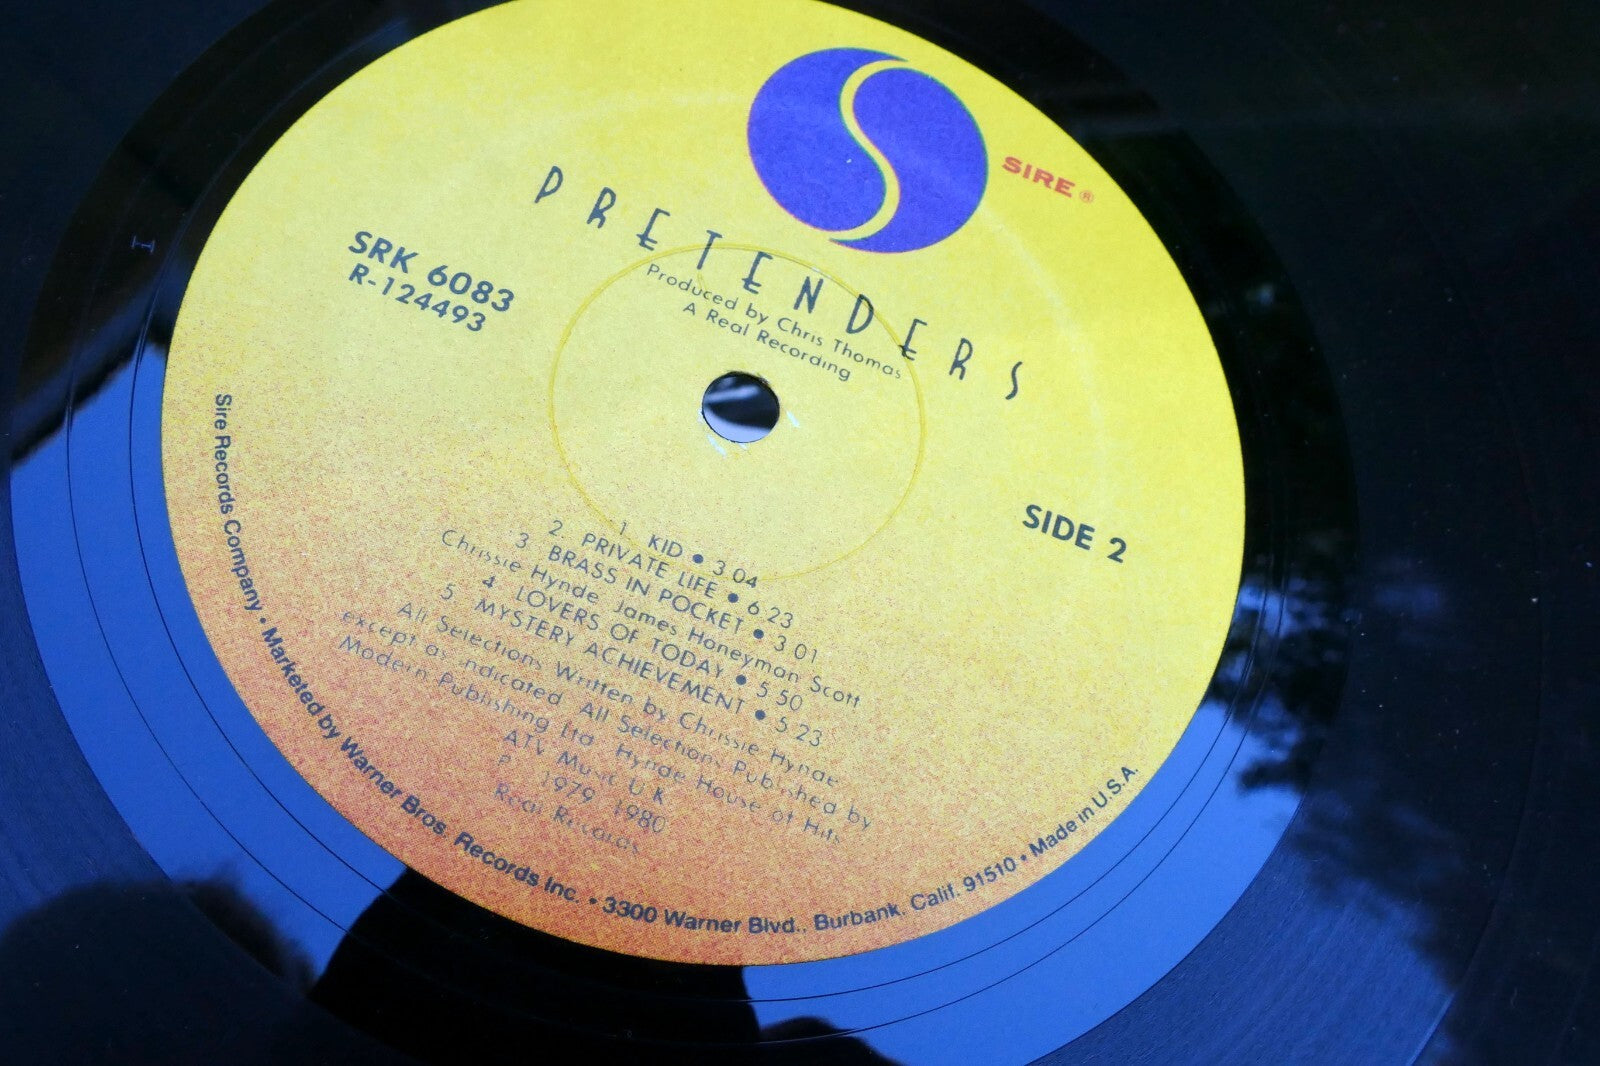 SIRE ®
PRETENDERS
Produced by Chris Thomas
A Real Recording
SRK 6083
R-124493
SIDE 2
1. KID • 3 04
2. PRIVATE LIFE • 6 23
3 BRASS IN POCKET • 3 01
Chrissie Hynde James Honeyman Scott
4 LOVERS OF TODAY • 5 50
5. MYSTERY ACHIEVEMENT • 5 23
All Selections Written by Chrissie Hynde
except as indicated All Selections Published by
Modern Publishing Ltd Hynde House of Hits
ATV Music U K
P 1979 1980
Real Records
Sire Records Company • Marketed by Warner Bros. Records Inc. • 3300 Warner Blvd., Burbank, Calif. 91510 • Made in U.S.A.